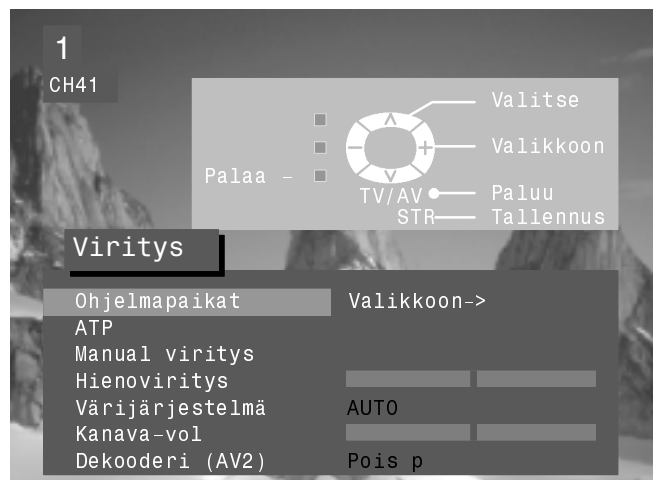 1
CH41
Valitse
Valikkoon
Palaa –
TV/AV Paluu
STR Tallennus
Viritys
Ohjelmapaikat Valikkoon–>
ATP
Manual viritys
Hienoviritys
Värijärjestelmä AUTO
Kanava–vol
Dekooderi (AV2) Pois p